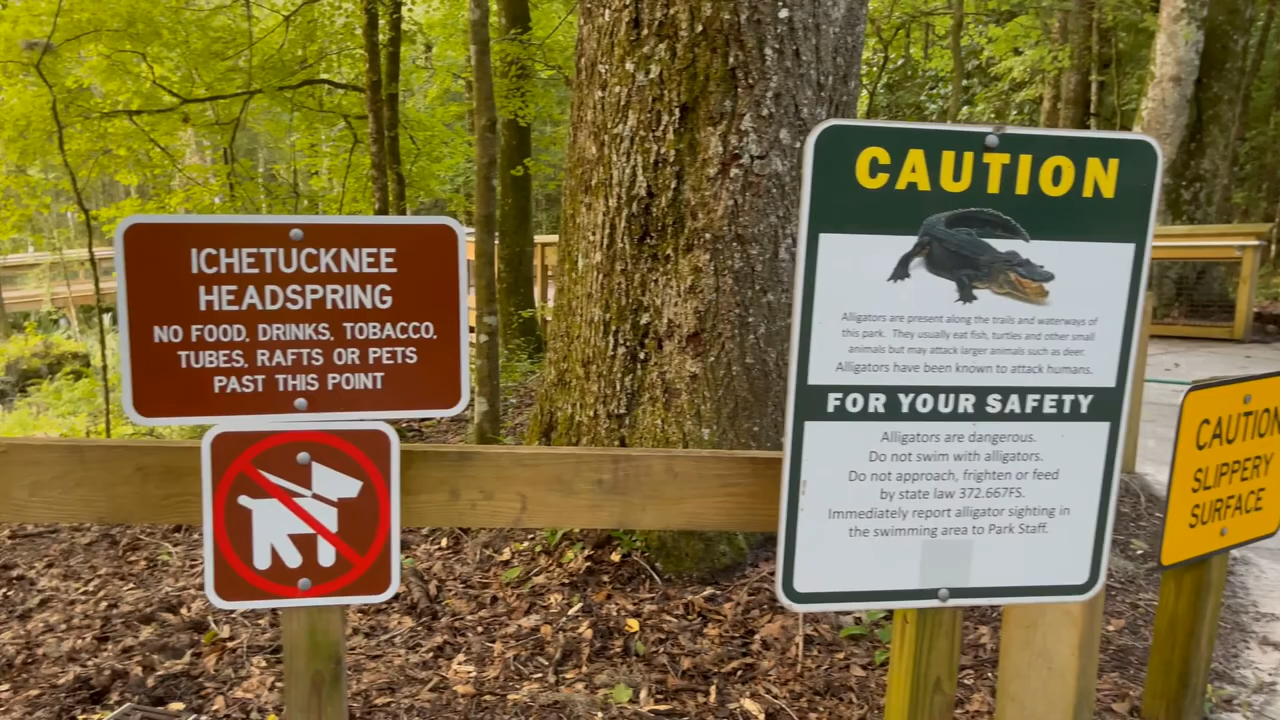 ICHETUCKNEE
HEADSPRING
NO FOOD, DRINKS, TOBACCO,
TUBES, RAFTS OR PETS
PAST THIS POINT
CAUTION
Alligators are present along the trails and waterways of
this park. They usually eat fish, turtles and other small
animals but may attack larger animals such as deer.
Alligators have been known to attack humans.
FOR YOUR SAFETY
Alligators are dangerous.
Do not swim with alligators.
Do not approach, frighten or feed
by state law 372.667FS.
Immediately report alligator sighting in
the swimming area to Park Staff.
CAUTION
SLIPPERY
SURFACE